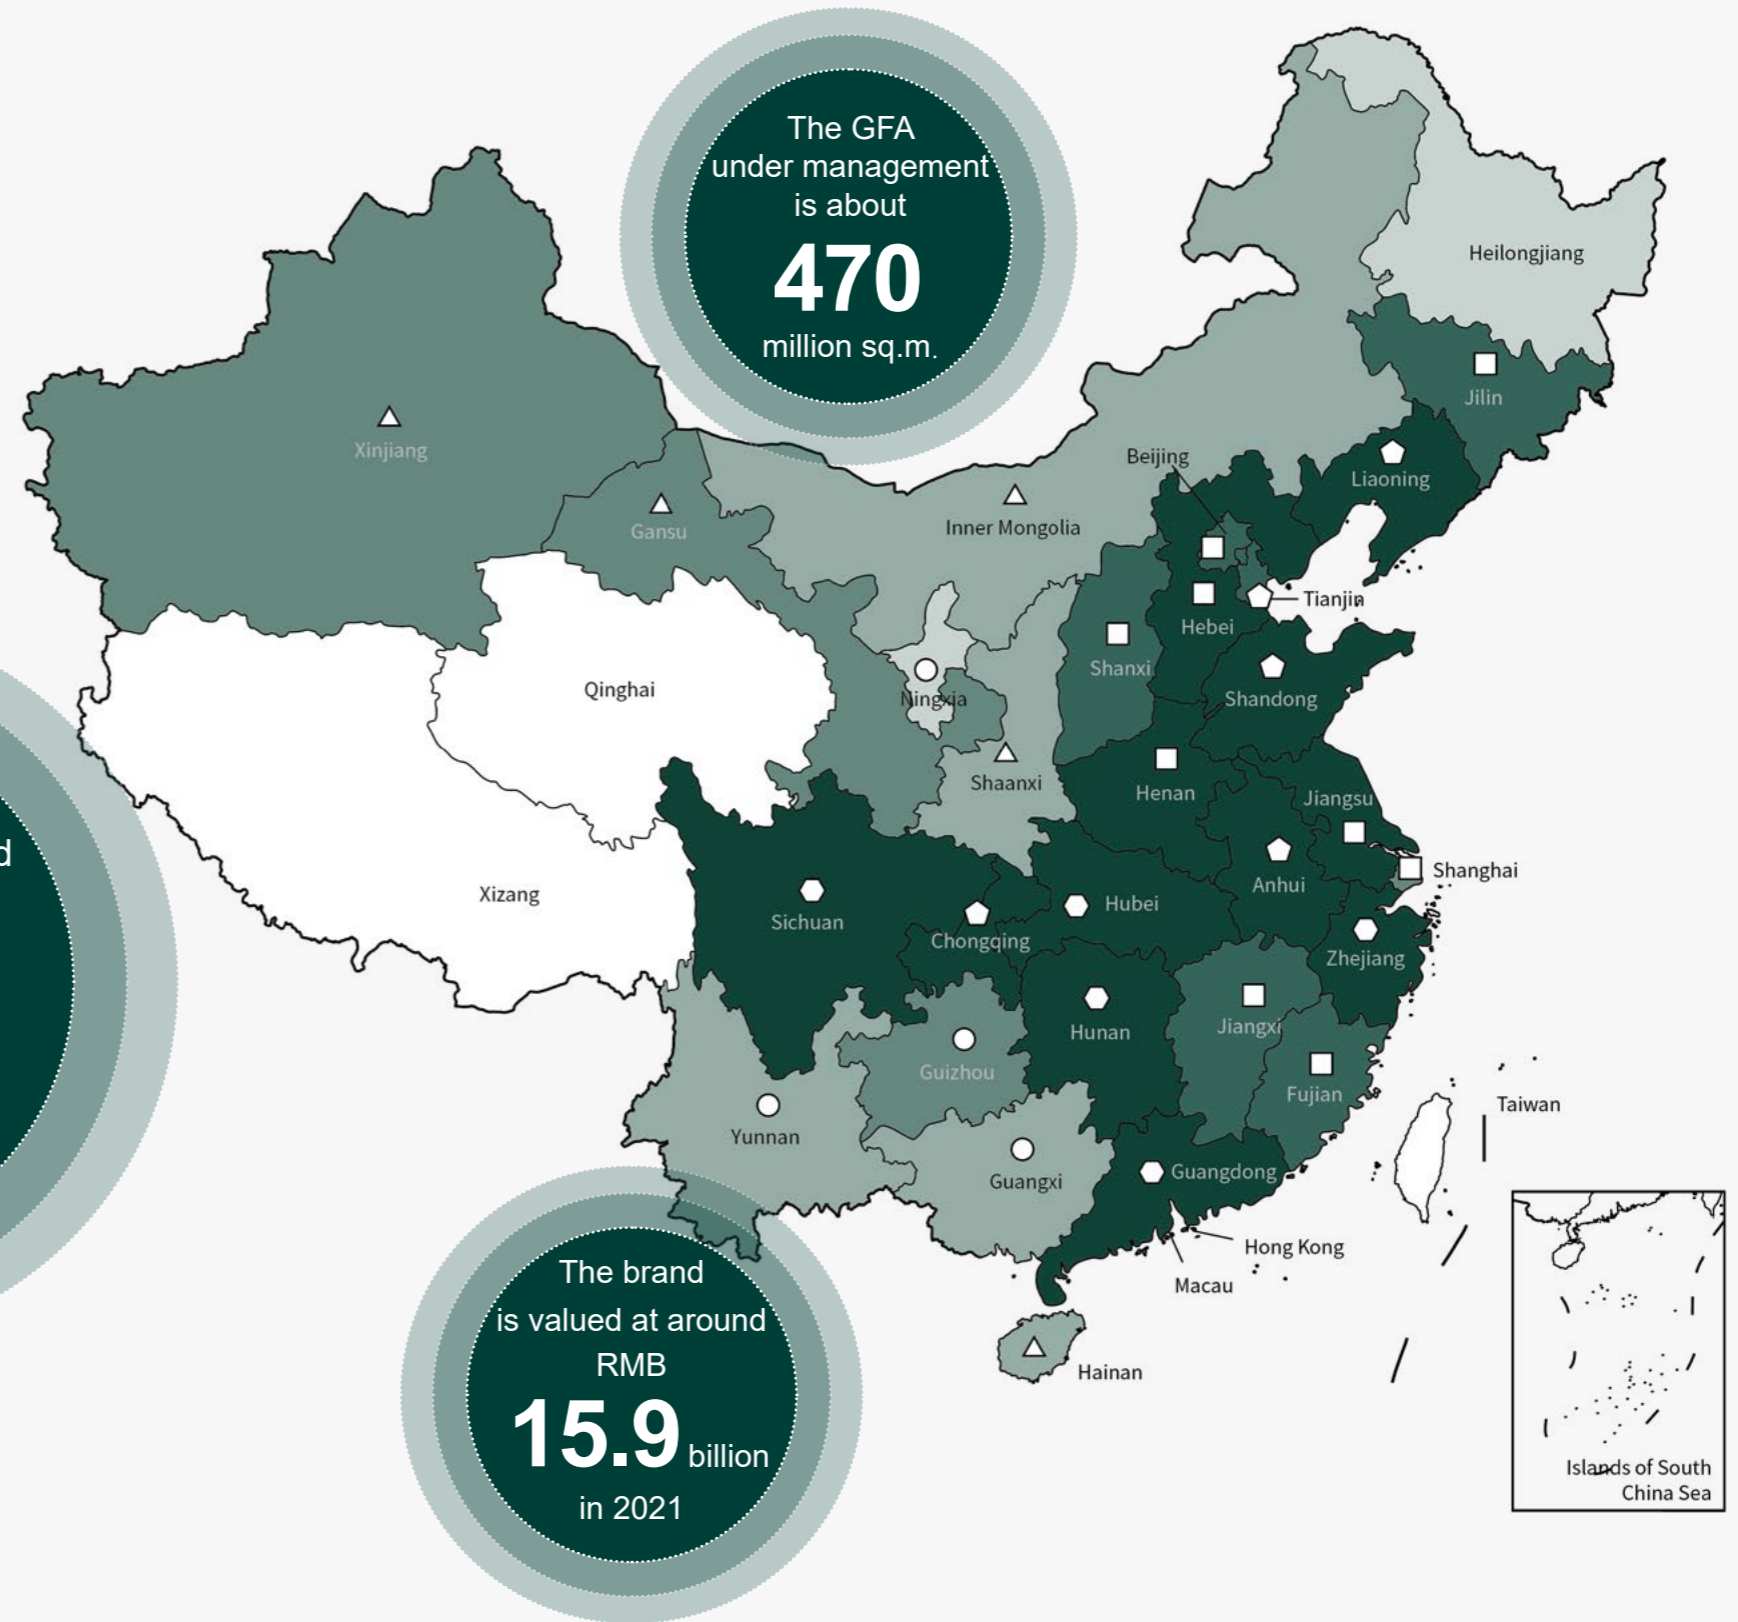 The GFA
under management
is about
470
million sq.m.
Heilongjiang
Jilin
Xinjiang
Beijing
Liaoning
Gansu
Inner Mongolia
Tianjin
Hebei
Shanxi
Qinghai
Ningxia
Shandong
Shaanxi
Henan
Jiangsu
d
Shanghai
Anhui
Xizang
Sichuan
Hubei
Chongqing
Zhejiang
Hunan
Jiangxi
Guizhou
Fujian
Taiwan
Yunnan
Guangxi
Guangdong
Hong Kong
Macau
Hainan
The brand
is valued at around
RMB
15.9 billion
in 2021
Islands of South
China Sea